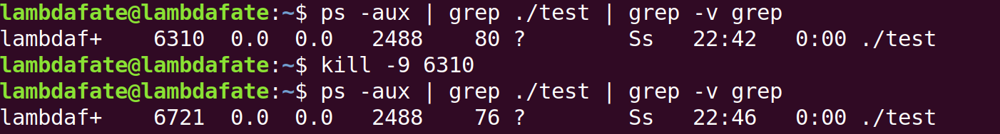 lambdafate@lambdafate:~$ ps -aux | grep ./test | grep -v grep
lambdaf+    6310  0.0  0.0   2488    80 ?        Ss   22:42   0:00 ./test
lambdafate@lambdafate:~$ kill -9 6310
lambdafate@lambdafate:~$ ps -aux | grep ./test | grep -v grep
lambdaf+    6721  0.0  0.0   2488    76 ?        Ss   22:46   0:00 ./test